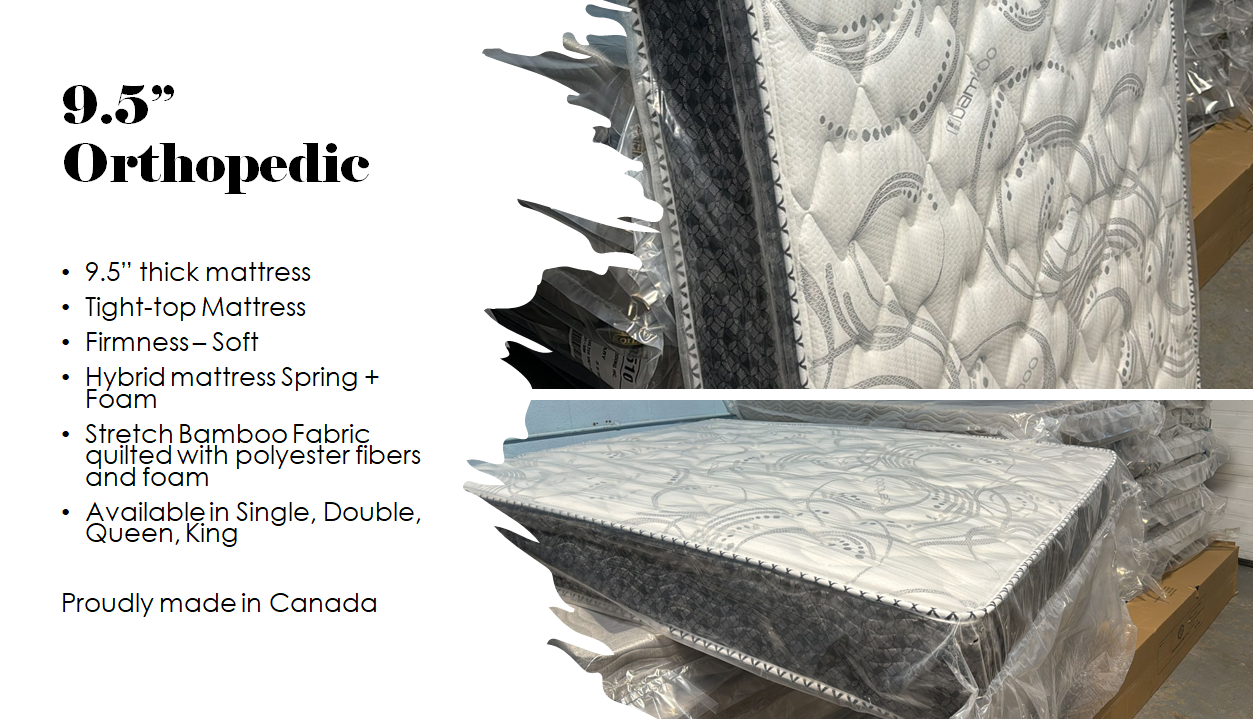 9.5”
Orthopedic
• 9.5” thick mattress
• Tight-top Mattress
• Firmness – Soft
• Hybrid mattress Spring +
Foam
• Stretch Bamboo Fabric
quilted with polyester fibers
and foam
• Available in Single, Double,
Queen, King
Proudly made in Canada
bamboo